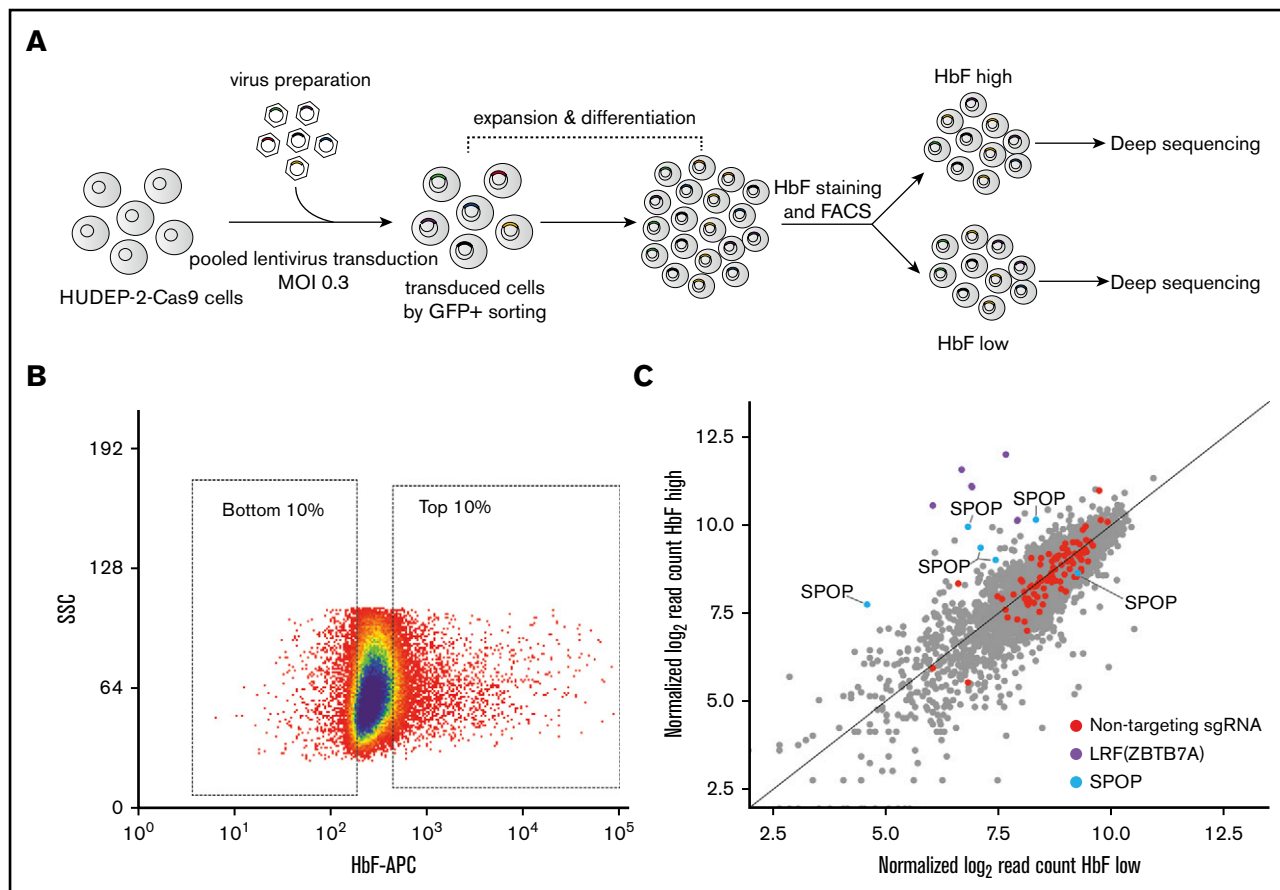 A
virus preparation
expansion & differentiation
HbF high
Deep sequencing
HbF staining
and FACS
pooled lentivirus transduction
MOI 0.3
HUDEP-2-Cas9 cells
transduced cells
by GFP+ sorting
Deep sequencing
HbF low
B
192
128
64
0
SSC
Bottom 10%
Top 10%
10⁰
10¹
10²
10³
10⁴
10⁵
HbF-APC
C
12.5
10.0
7.5
5.0
2.5
Normalized log₂ read count HbF high
SPOP
SPOP
SPOP
SPOP
SPOP
Non-targeting sgRNA
LRF(ZBTB7A)
SPOP
2.5
5.0
7.5
10.0
12.5
Normalized log₂ read count HbF low